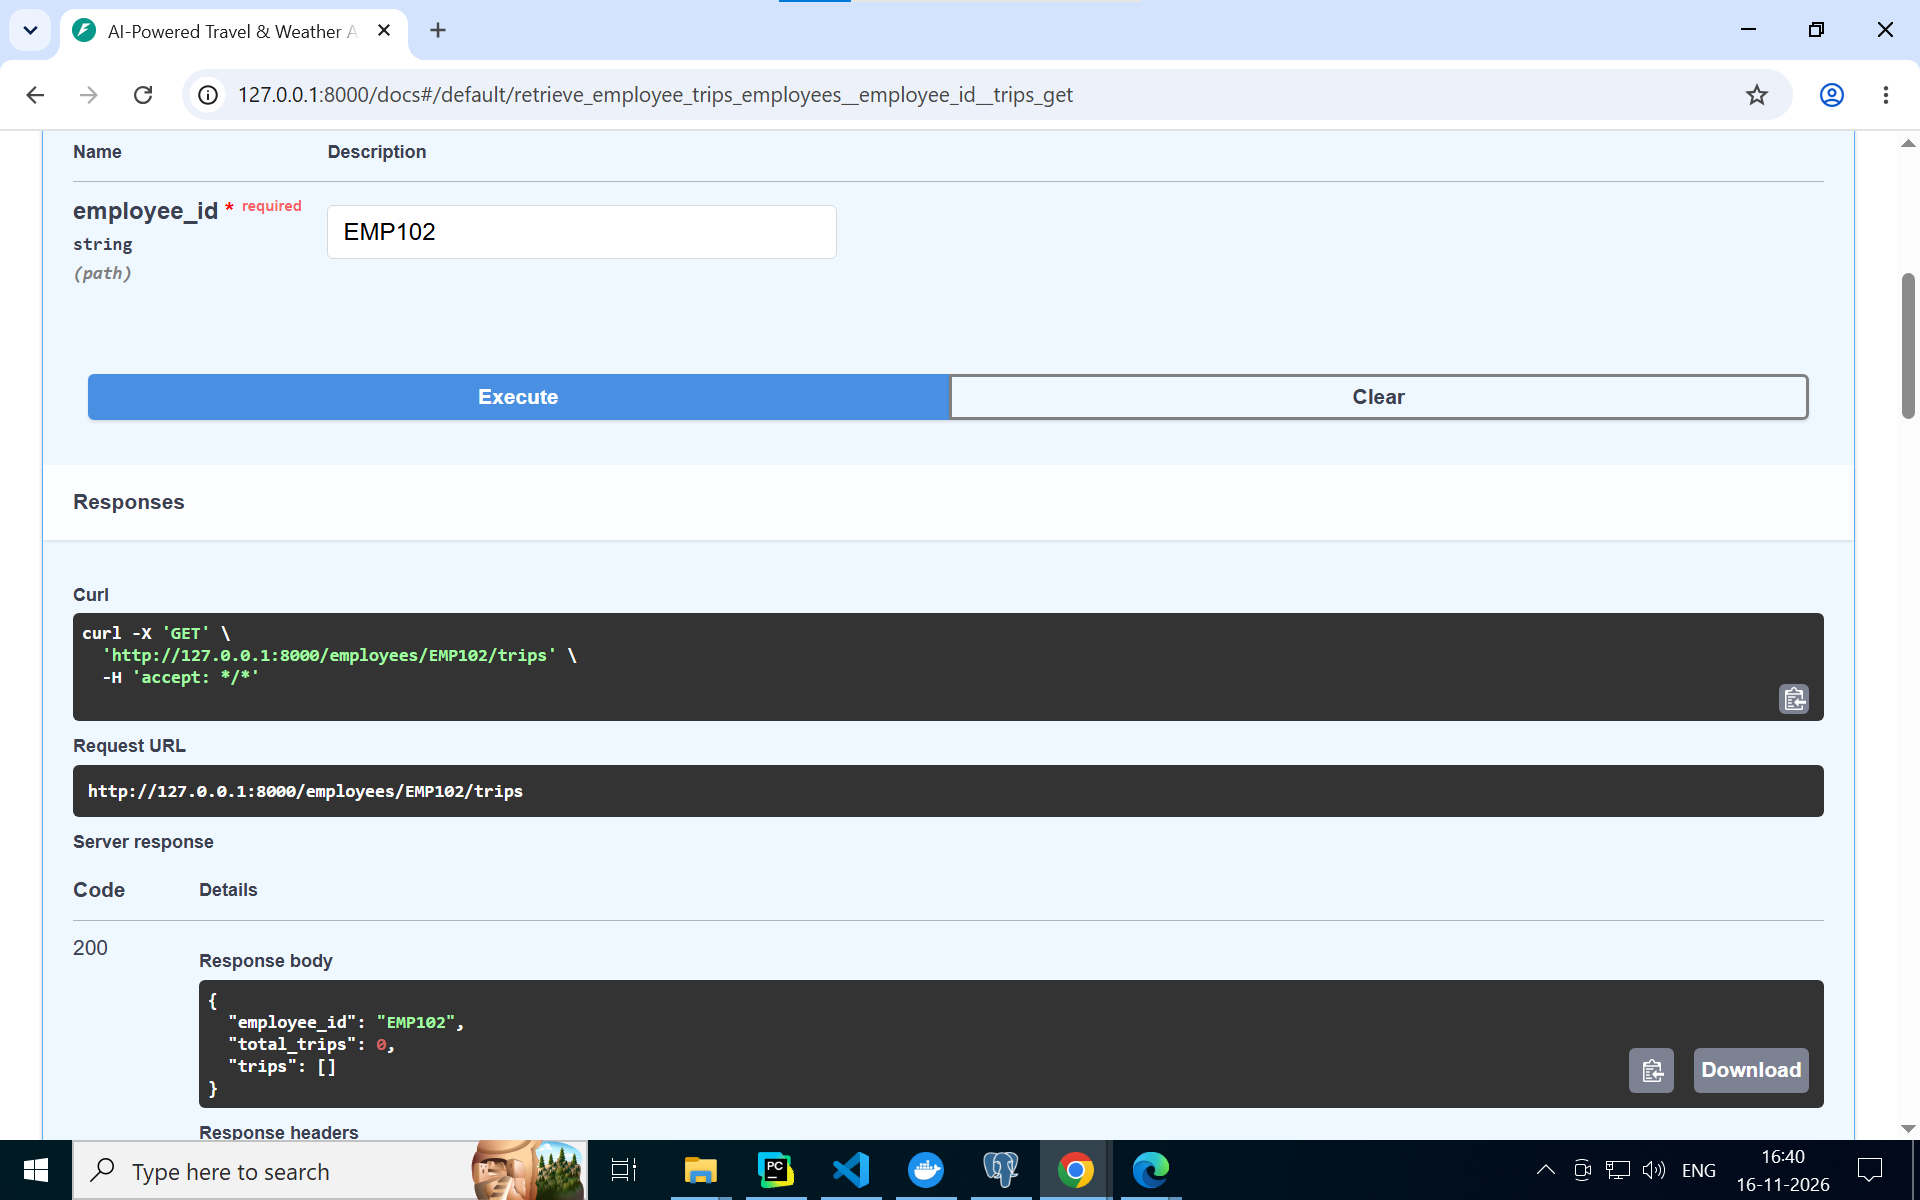 AI-Powered Travel & Weather A
127.0.0.1:8000/docs#/default/retrieve_employee_trips_employees__employee_id__trips_get
Name Description
employee_id * required
EMP102
string
(path)
Execute Clear
Responses
Curl
curl -X 'GET' \
'http://127.0.0.1:8000/employees/EMP102/trips' \
-H 'accept: */*'
Request URL
http://127.0.0.1:8000/employees/EMP102/trips
Server response
Code Details
200
Response body
{
"employee_id": "EMP102",
"total_trips": 0,
"trips": []
}
Download
Response headers
Type here to search
PC
ENG
16:40
16-11-2026